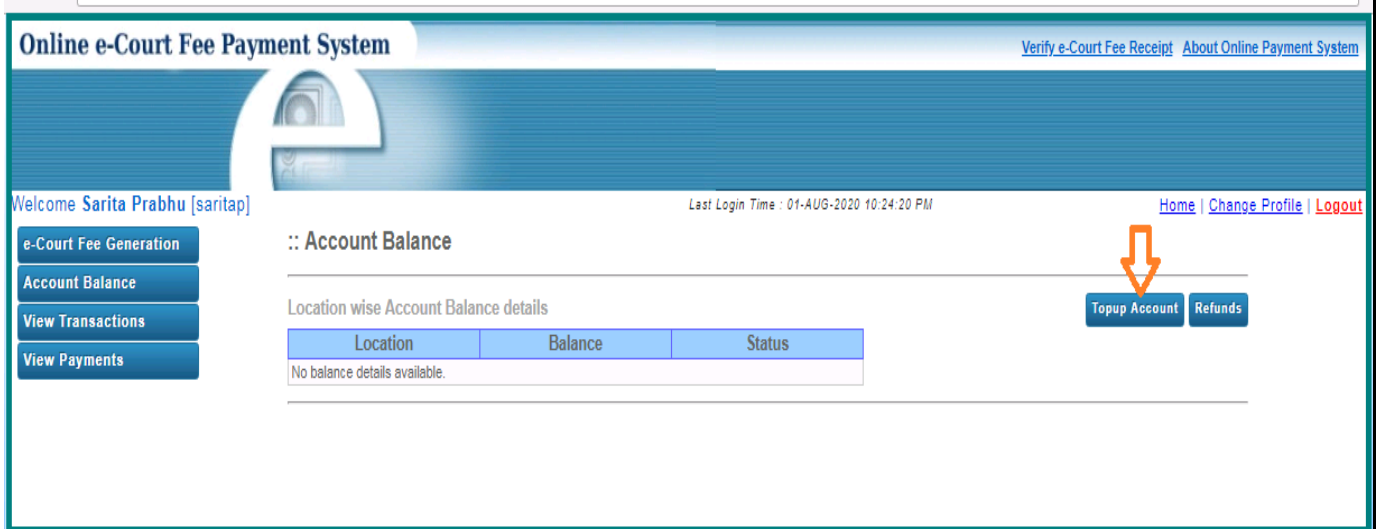 Online e-Court Fee Payment System
Verify e-Court Fee Receipt About Online Payment System
Welcome Sarita Prabhu [saritap]
Last Login Time : 01-AUG-2020 10:24:20 PM
Home | Change Profile | Logout
e-Court Fee Generation
Account Balance
View Transactions
View Payments
:: Account Balance
Location wise Account Balance details
Topup Account Refunds
Location Balance Status
No balance details available.